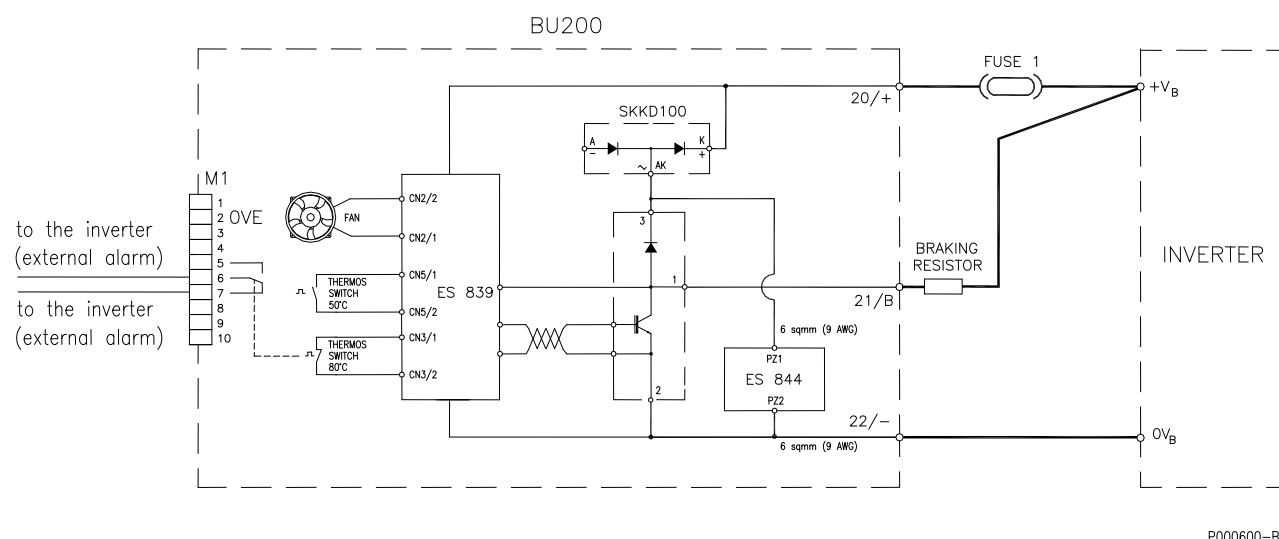 BU200
FUSE 1
20/+
+VB
SKKD100
A
K
−
+
~
AK
M1
1
2
3
4
5
6
7
8
9
10
OVE
to the inverter
(external alarm)
to the inverter
(external alarm)
FAN
CN2/2
CN2/1
CN5/1
THERMOS
SWITCH
50°C
CN5/2
CN3/1
THERMOS
SWITCH
80°C
CN3/2
ES 839
3
1
2
BRAKING
RESISTOR
INVERTER
21/B
6 sqmm (9 AWG)
PZ1
ES 844
PZ2
22/−
6 sqmm (9 AWG)
0VB
P000600−B